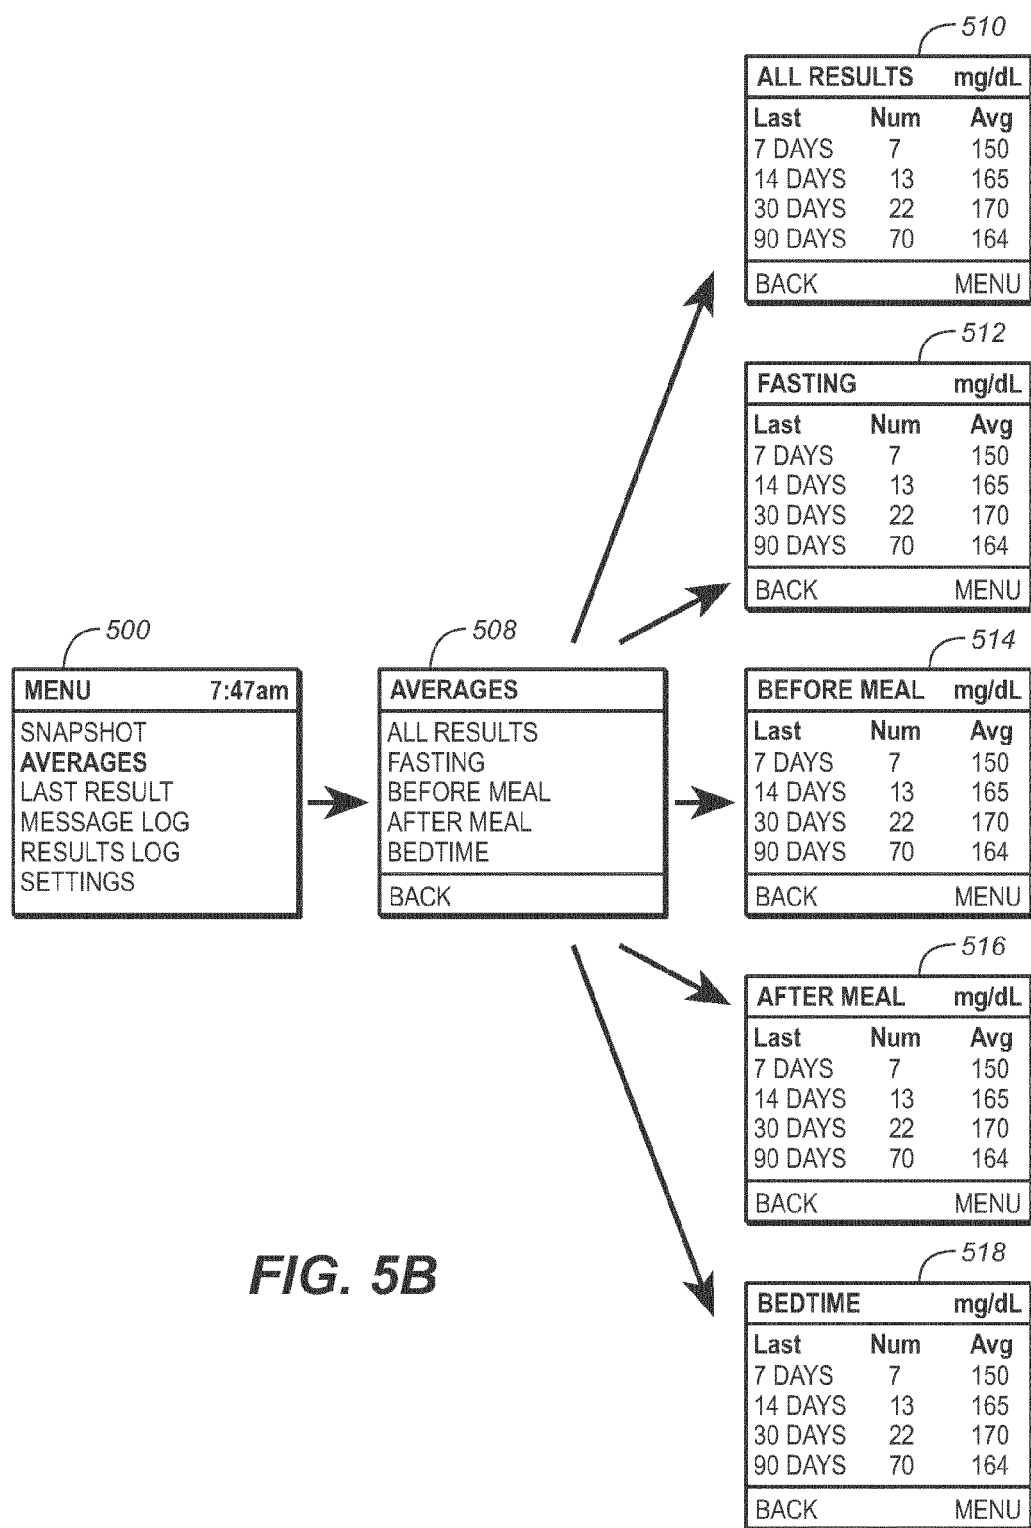 510
ALL RESULTS mg/dL
Last Num Avg
7 DAYS 7 150
14 DAYS 13 165
30 DAYS 22 170
90 DAYS 70 164
BACK MENU
512
FASTING mg/dL
Last Num Avg
7 DAYS 7 150
14 DAYS 13 165
30 DAYS 22 170
90 DAYS 70 164
BACK MENU
500
MENU 7:47am
SNAPSHOT
AVERAGES
LAST RESULT
MESSAGE LOG
RESULTS LOG
SETTINGS
508
AVERAGES
ALL RESULTS
FASTING
BEFORE MEAL
AFTER MEAL
BEDTIME
BACK
514
BEFORE MEAL mg/dL
Last Num Avg
7 DAYS 7 150
14 DAYS 13 165
30 DAYS 22 170
90 DAYS 70 164
BACK MENU
516
AFTER MEAL mg/dL
Last Num Avg
7 DAYS 7 150
14 DAYS 13 165
30 DAYS 22 170
90 DAYS 70 164
BACK MENU
518
BEDTIME mg/dL
Last Num Avg
7 DAYS 7 150
14 DAYS 13 165
30 DAYS 22 170
90 DAYS 70 164
BACK MENU
FIG. 5B